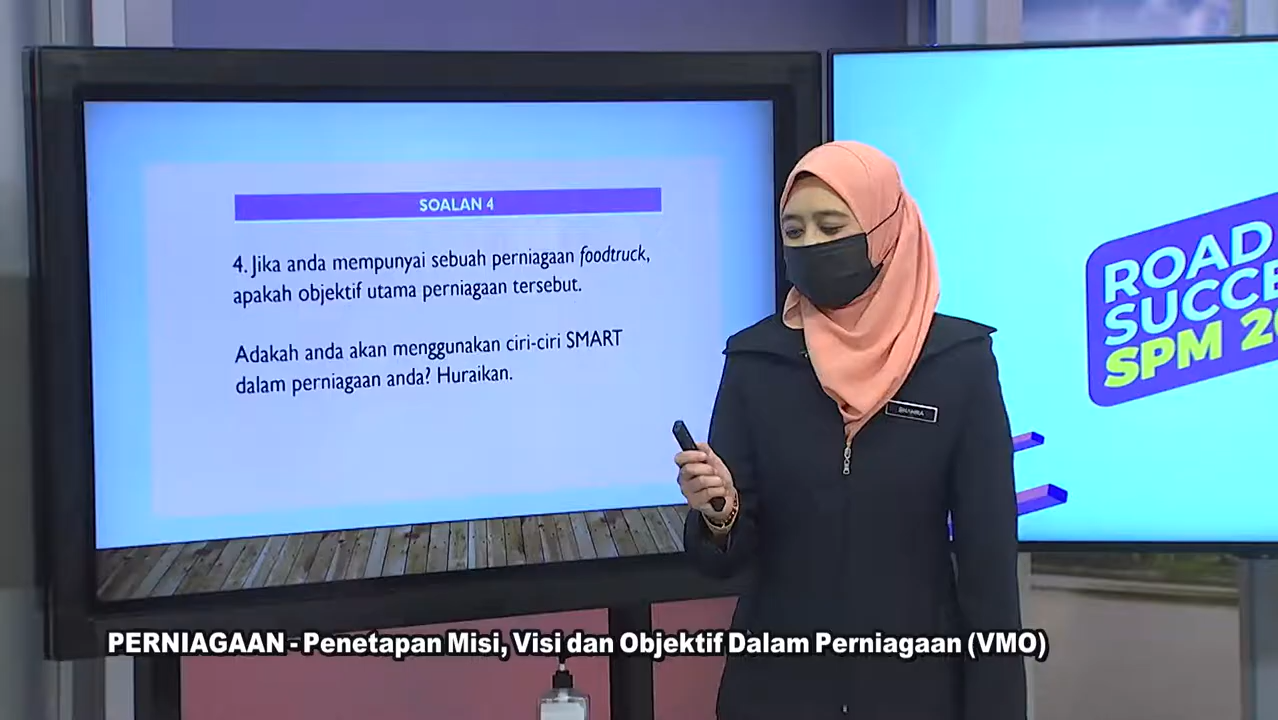 SOALAN 4
4. Jika anda mempunyai sebuah perniagaan foodtruck,
apakah objektif utama perniagaan tersebut.
Adakah anda akan menggunakan ciri-ciri SMART
dalam perniagaan anda? Huraikan.
ROAD
SUCCE
SPM 20
PERNIAGAAN - Penetapan Misi, Visi dan Objektif Dalam Perniagaan (VMO)